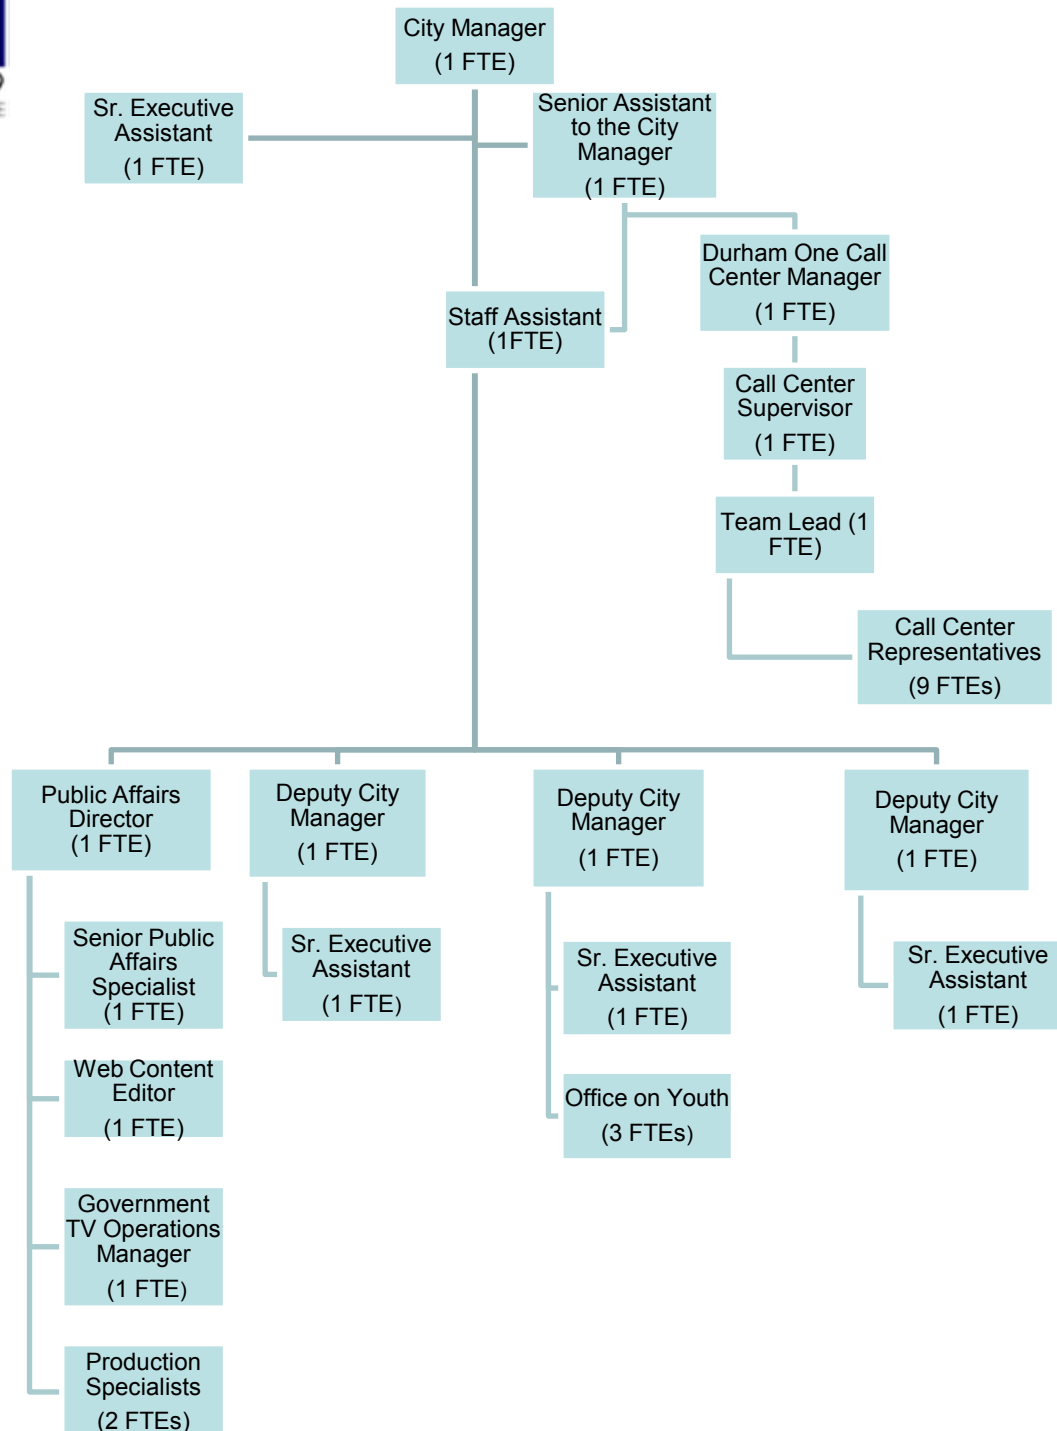 City Manager
(1 FTE)
Sr. Executive
Assistant
(1 FTE)
Senior Assistant
to the City
Manager
(1 FTE)
Durham One Call
Center Manager
(1 FTE)
Staff Assistant
(1FTE)
Call Center
Supervisor
(1 FTE)
Team Lead (1
FTE)
Call Center
Representatives
(9 FTEs)
Public Affairs
Director
(1 FTE)
Deputy City
Manager
(1 FTE)
Deputy City
Manager
(1 FTE)
Deputy City
Manager
(1 FTE)
Senior Public
Affairs
Specialist
(1 FTE)
Sr. Executive
Assistant
(1 FTE)
Sr. Executive
Assistant
(1 FTE)
Sr. Executive
Assistant
(1 FTE)
Web Content
Editor
(1 FTE)
Office on Youth
(3 FTEs)
Government
TV Operations
Manager
(1 FTE)
Production
Specialists
(2 FTEs)